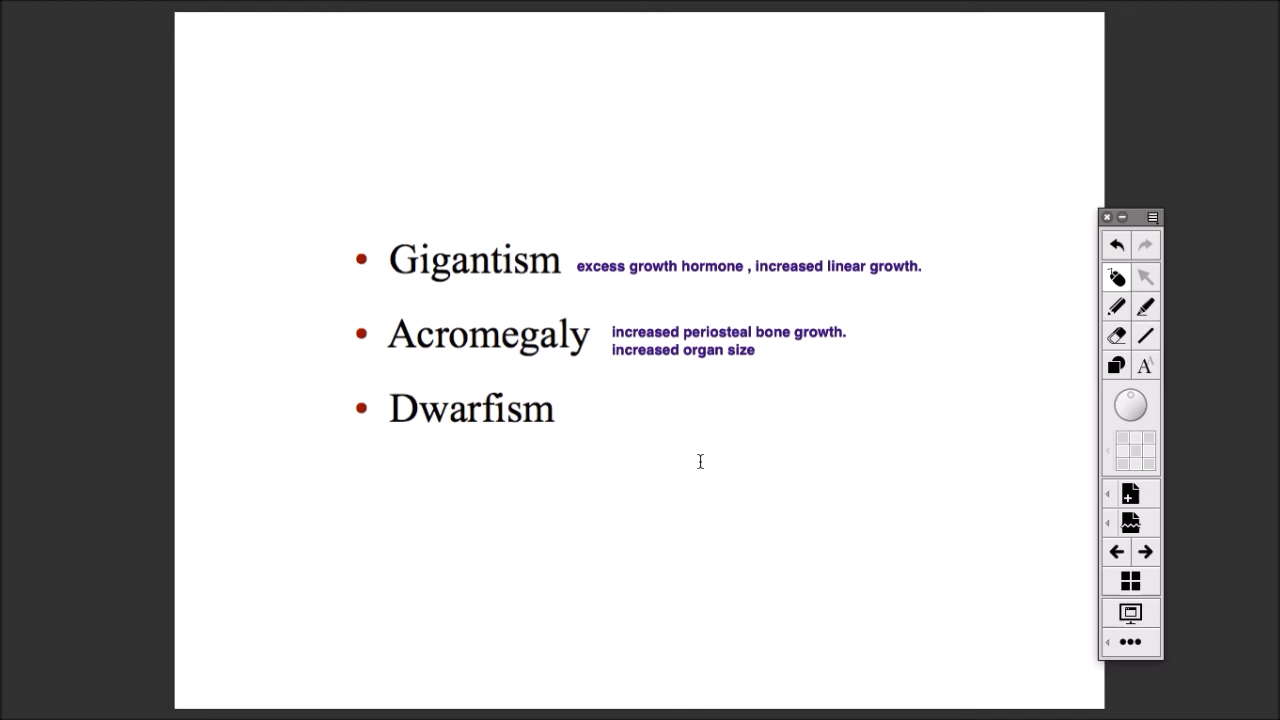 • Gigantism excess growth hormone , increased linear growth.
• Acromegaly increased periosteal bone growth.
increased organ size
• Dwarfism